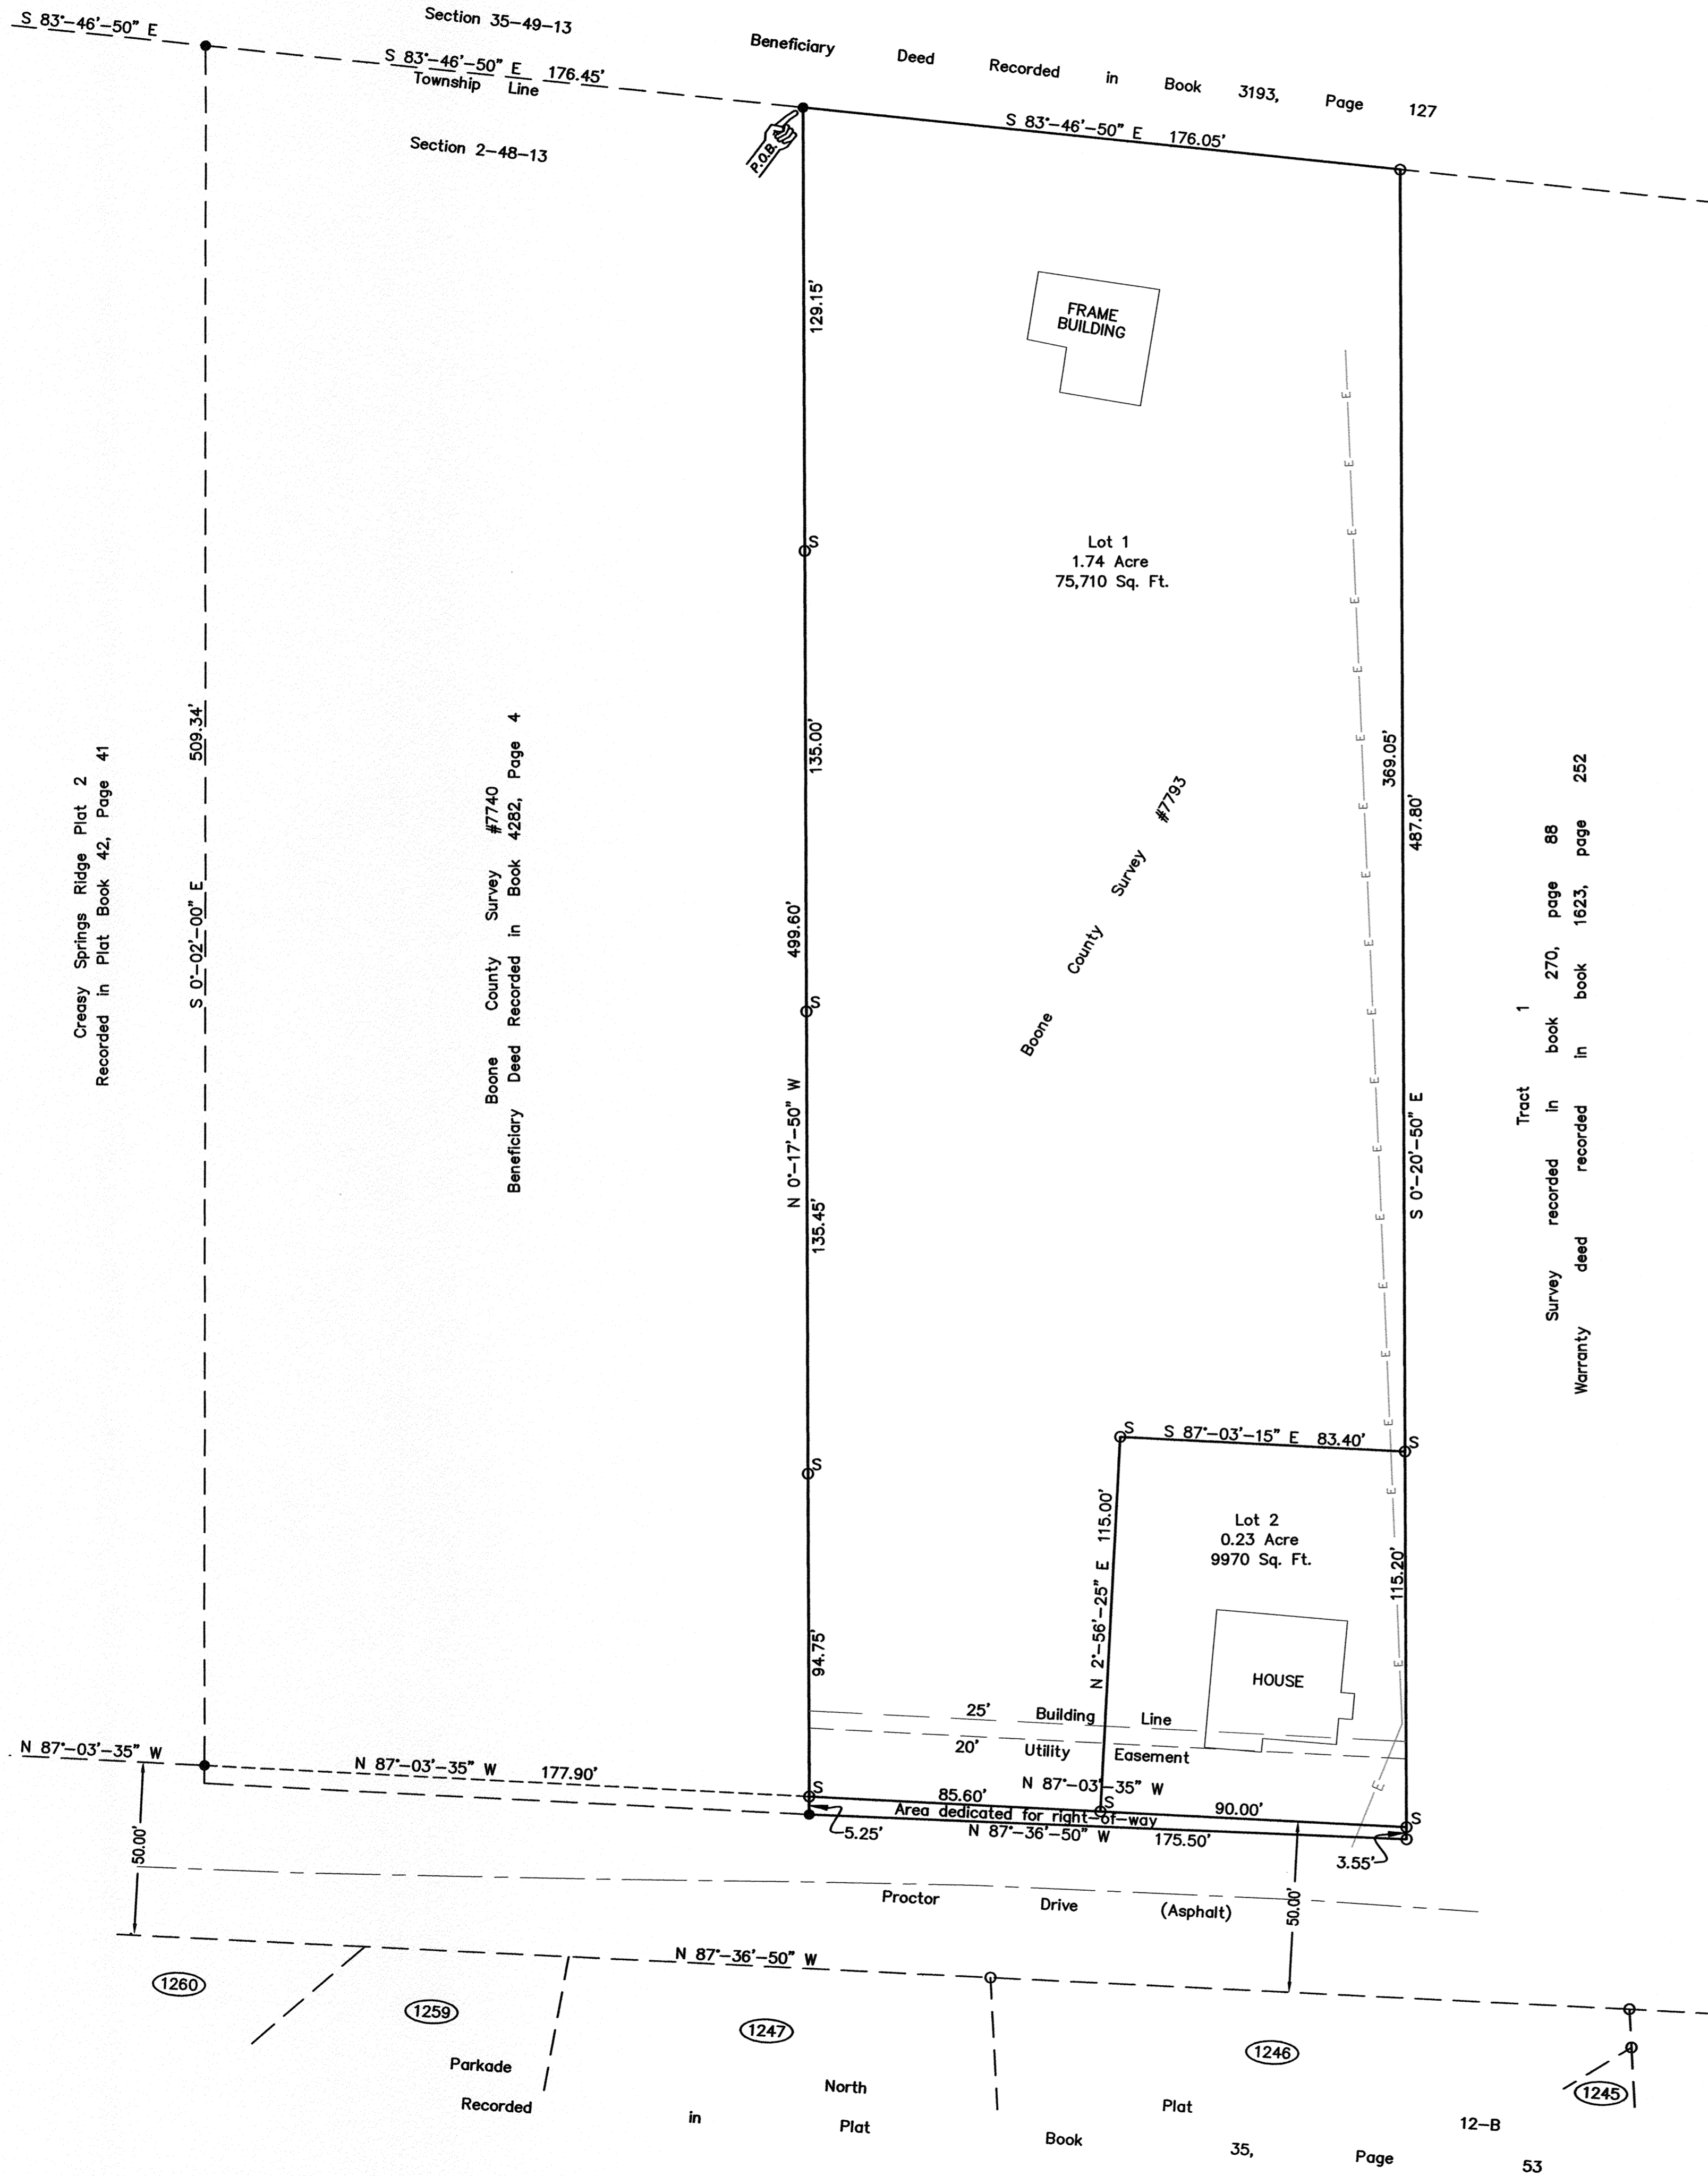 S 83°-46'-50" E
Section 35-49-13
S 83°-46'-50" E 176.45'
Township Line
Section 2-48-13
Beneficiary Deed Recorded in Book 3193, Page 127
S 83°-46'-50" E 176.05'
P.O.B.
129.15'
FRAME
BUILDING
S
Lot 1
1.74 Acre
75,710 Sq. Ft.
135.00'
369.05'
487.80'
S 0°-20'-50" E
509.34'
S 0°-02'-00" E
Creasy Springs Ridge Plat 2
Recorded in Plat Book 42, Page 41
Boone County Survey #7740
Beneficiary Deed Recorded in Book 4282, Page 4
499.60'
N 0°-17'-50" W
S
Boone County Survey #7793
Tract 1
Survey recorded in book 270, page 88
Warranty deed recorded in book 1623, page 252
135.45'
S
E E E E E E E E E E E E E E E E E E E
S
S 87°-03'-15" E 83.40'
S
N 2°-56'-25" E 115.00'
Lot 2
0.23 Acre
9970 Sq. Ft.
115.20'
94.75'
HOUSE
25' Building Line
20' Utility Easement
N 87°-03'-35" W
N 87°-03'-35" W 177.90'
N 87°-03'-35" W
S
85.60'
S
90.00'
S
Area dedicated for right-of-way
N 87°-36'-50" W 175.50'
5.25'
3.55'
50.00'
50.00'
Proctor Drive (Asphalt)
N 87°-36'-50" W
1260
1259
1247
1246
1245
Parkade North Plat 12-B
Recorded in Plat Book 35, Page 53